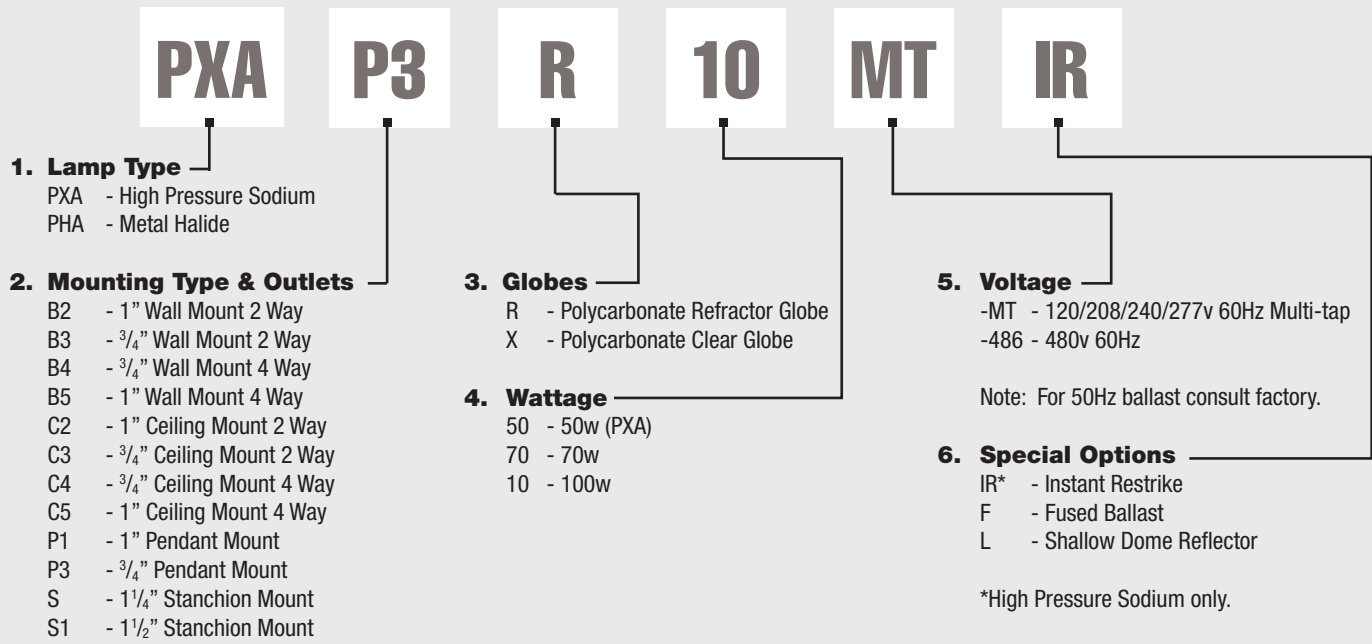 PXA P3 R 10 MT IR
1. Lamp Type
PXA - High Pressure Sodium
PHA - Metal Halide
2. Mounting Type & Outlets
B2 - 1” Wall Mount 2 Way
B3 - 3/4” Wall Mount 2 Way
B4 - 3/4” Wall Mount 4 Way
B5 - 1” Wall Mount 4 Way
C2 - 1” Ceiling Mount 2 Way
C3 - 3/4” Ceiling Mount 2 Way
C4 - 3/4” Ceiling Mount 4 Way
C5 - 1” Ceiling Mount 4 Way
P1 - 1” Pendant Mount
P3 - 3/4” Pendant Mount
S - 1 1/4” Stanchion Mount
S1 - 1 1/2” Stanchion Mount
3. Globes
R - Polycarbonate Refractor Globe
X - Polycarbonate Clear Globe
4. Wattage
50 - 50w (PXA)
70 - 70w
10 - 100w
5. Voltage
-MT - 120/208/240/277v 60Hz Multi-tap
-486 - 480v 60Hz
Note: For 50Hz ballast consult factory.
6. Special Options
IR* - Instant Restrike
F - Fused Ballast
L - Shallow Dome Reflector
*High Pressure Sodium only.